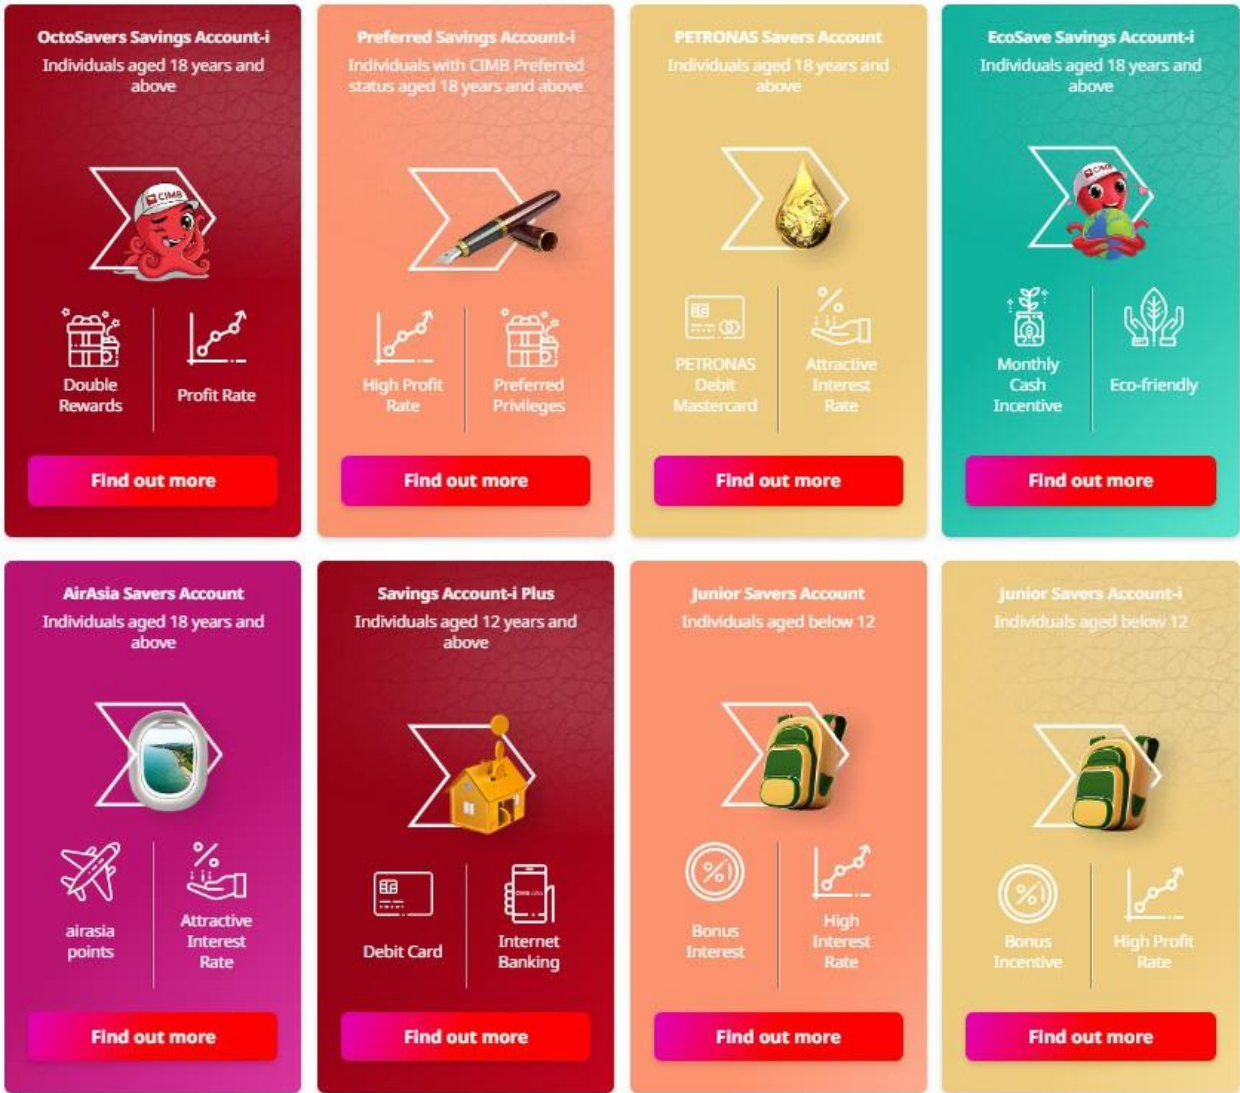 OctoSavers Savings Account-i
Individuals aged 18 years and
above
CIMB
Double
Rewards
Profit Rate
Find out more
Preferred Savings Account-i
Individuals with CIMB Preferred
status aged 18 years and above
High Profit
Rate
Preferred
Privileges
Find out more
PETRONAS Savers Account
Individuals aged 18 years and
above
PETRONAS
Debit
Mastercard
Attractive
Interest
Rate
Find out more
EcoSave Savings Account-i
Individuals aged 18 years and
above
CIMB
Monthly
Cash
Incentive
Eco-friendly
Find out more
AirAsia Savers Account
Individuals aged 18 years and
above
airasia
points
Attractive
Interest
Rate
Find out more
Savings Account-i Plus
Individuals aged 12 years and
above
Debit Card
Internet
Banking
Find out more
Junior Savers Account
Individuals aged below 12
Bonus
Interest
High
Interest
Rate
Find out more
Junior Savers Account-i
Individuals aged below 12
Bonus
Incentive
High Profit
Rate
Find out more